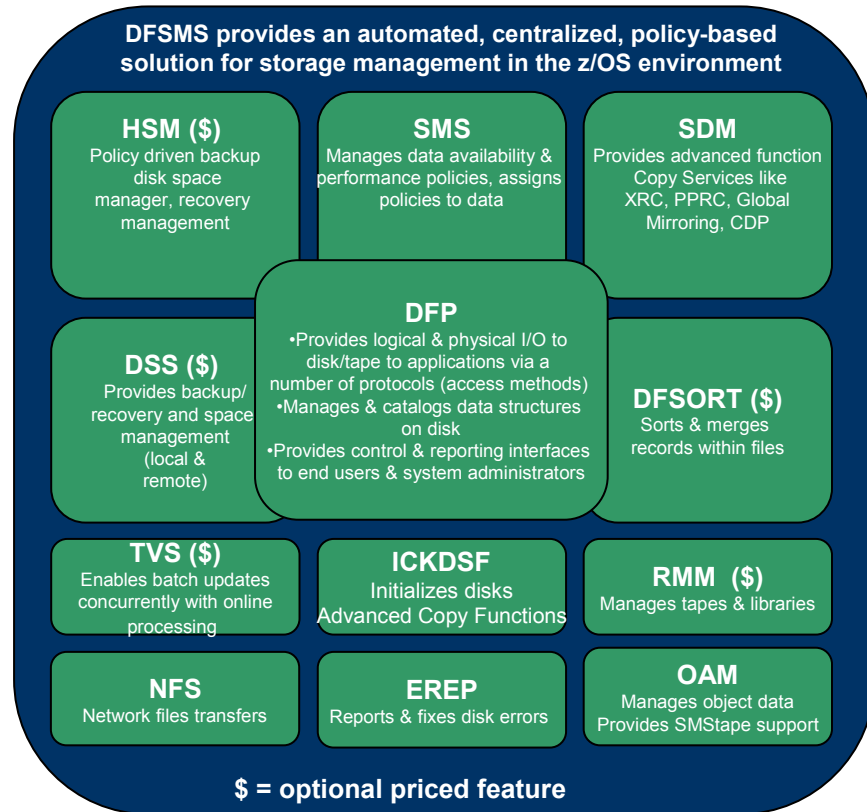 DFSMS provides an automated, centralized, policy-based
solution for storage management in the z/OS environment
HSM ($)
Policy driven backup
disk space
manager, recovery
management
SMS
Manages data availability &
performance policies, assigns
policies to data
SDM
Provides advanced function
Copy Services like
XRC, PPRC, Global
Mirroring, CDP
DFP
•Provides logical & physical I/O to
disk/tape to applications via a
number of protocols (access methods)
•Manages & catalogs data structures
on disk
•Provides control & reporting interfaces
to end users & system administrators
DSS ($)
Provides backup/
recovery and space
management
(local &
remote)
DFSORT ($)
Sorts & merges
records within files
TVS ($)
Enables batch updates
concurrently with online
processing
ICKDSF
Initializes disks
Advanced Copy Functions
RMM ($)
Manages tapes & libraries
NFS
Network files transfers
EREP
Reports & fixes disk errors
OAM
Manages object data
Provides SMStape support
$ = optional priced feature